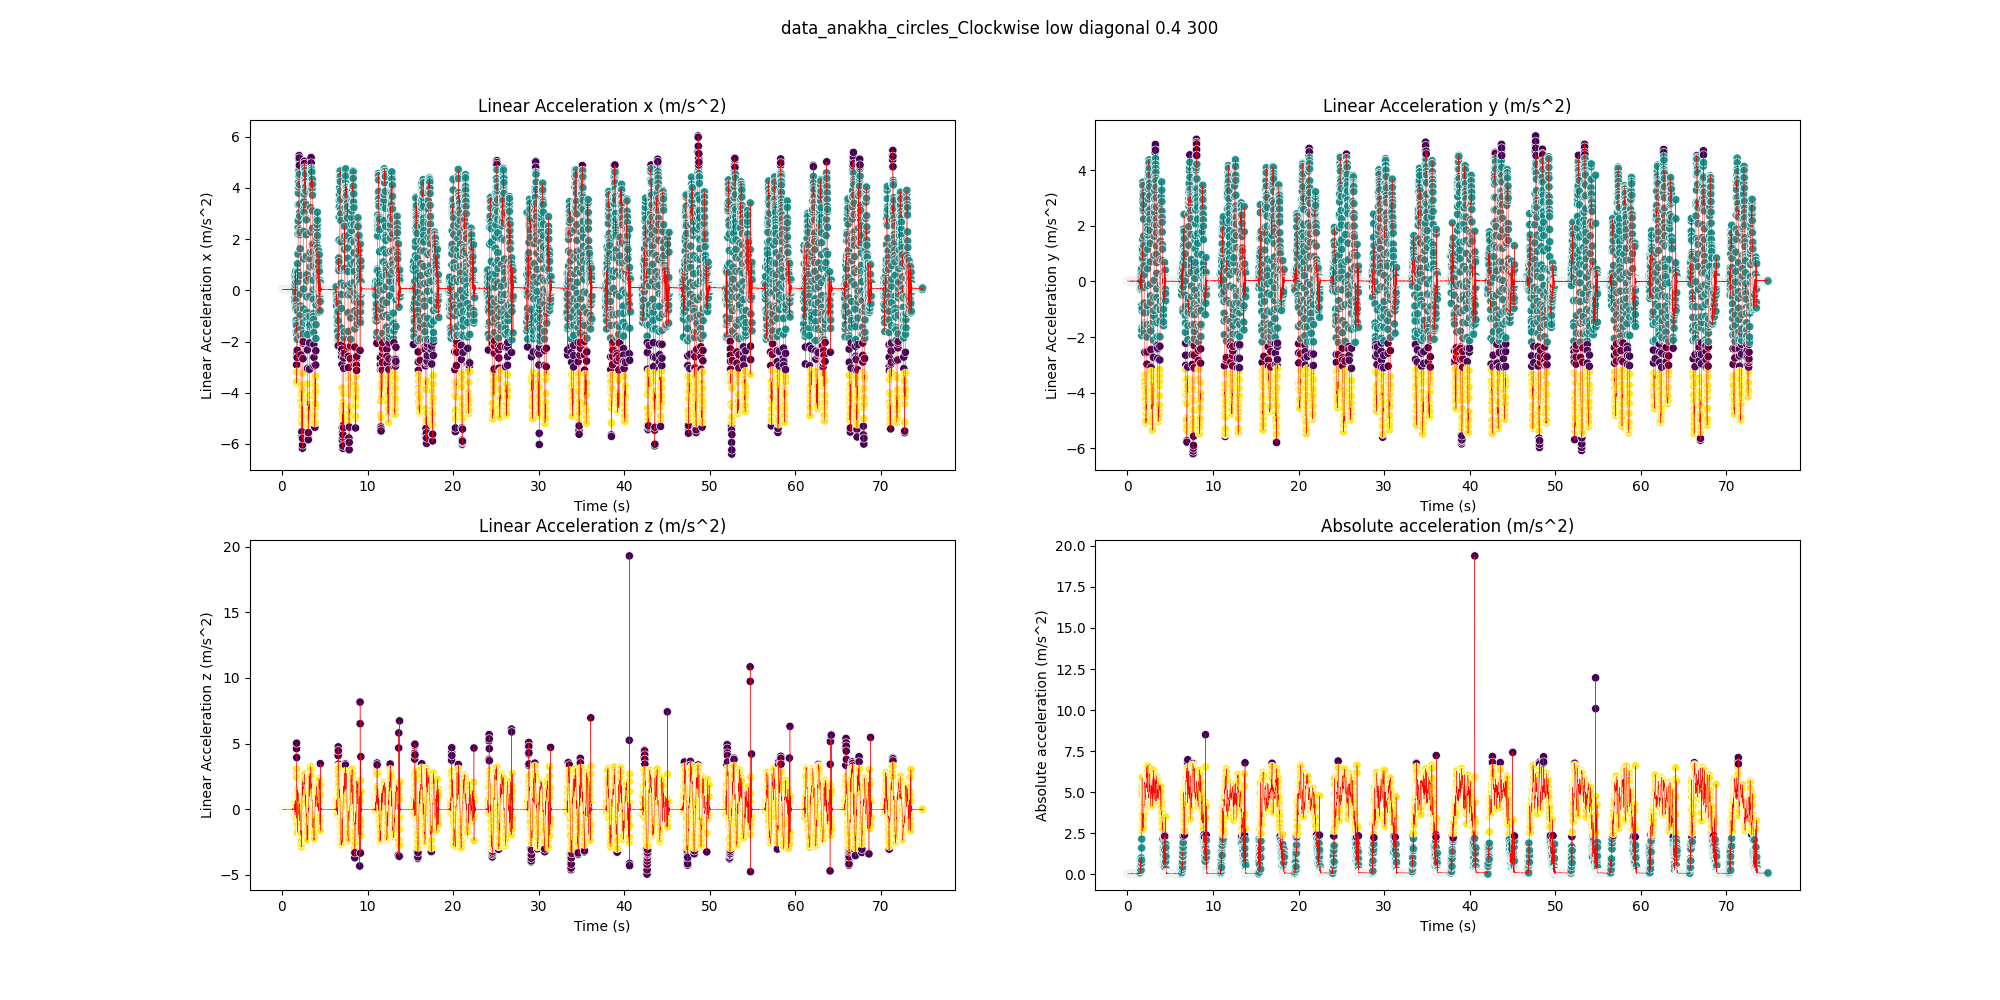 data_anakha_circles_Clockwise low diagonal 0.4 300
Linear Acceleration x (m/s^2)
Linear Acceleration x (m/s^2)
6
4
2
0
−2
−4
−6
0 10 20 30 40 50 60 70
Time (s)
Linear Acceleration y (m/s^2)
Linear Acceleration y (m/s^2)
4
2
0
−2
−4
−6
0 10 20 30 40 50 60 70
Time (s)
Linear Acceleration z (m/s^2)
Linear Acceleration z (m/s^2)
20
15
10
5
0
−5
0 10 20 30 40 50 60 70
Time (s)
Absolute acceleration (m/s^2)
Absolute acceleration (m/s^2)
20.0
17.5
15.0
12.5
10.0
7.5
5.0
2.5
0.0
0 10 20 30 40 50 60 70
Time (s)